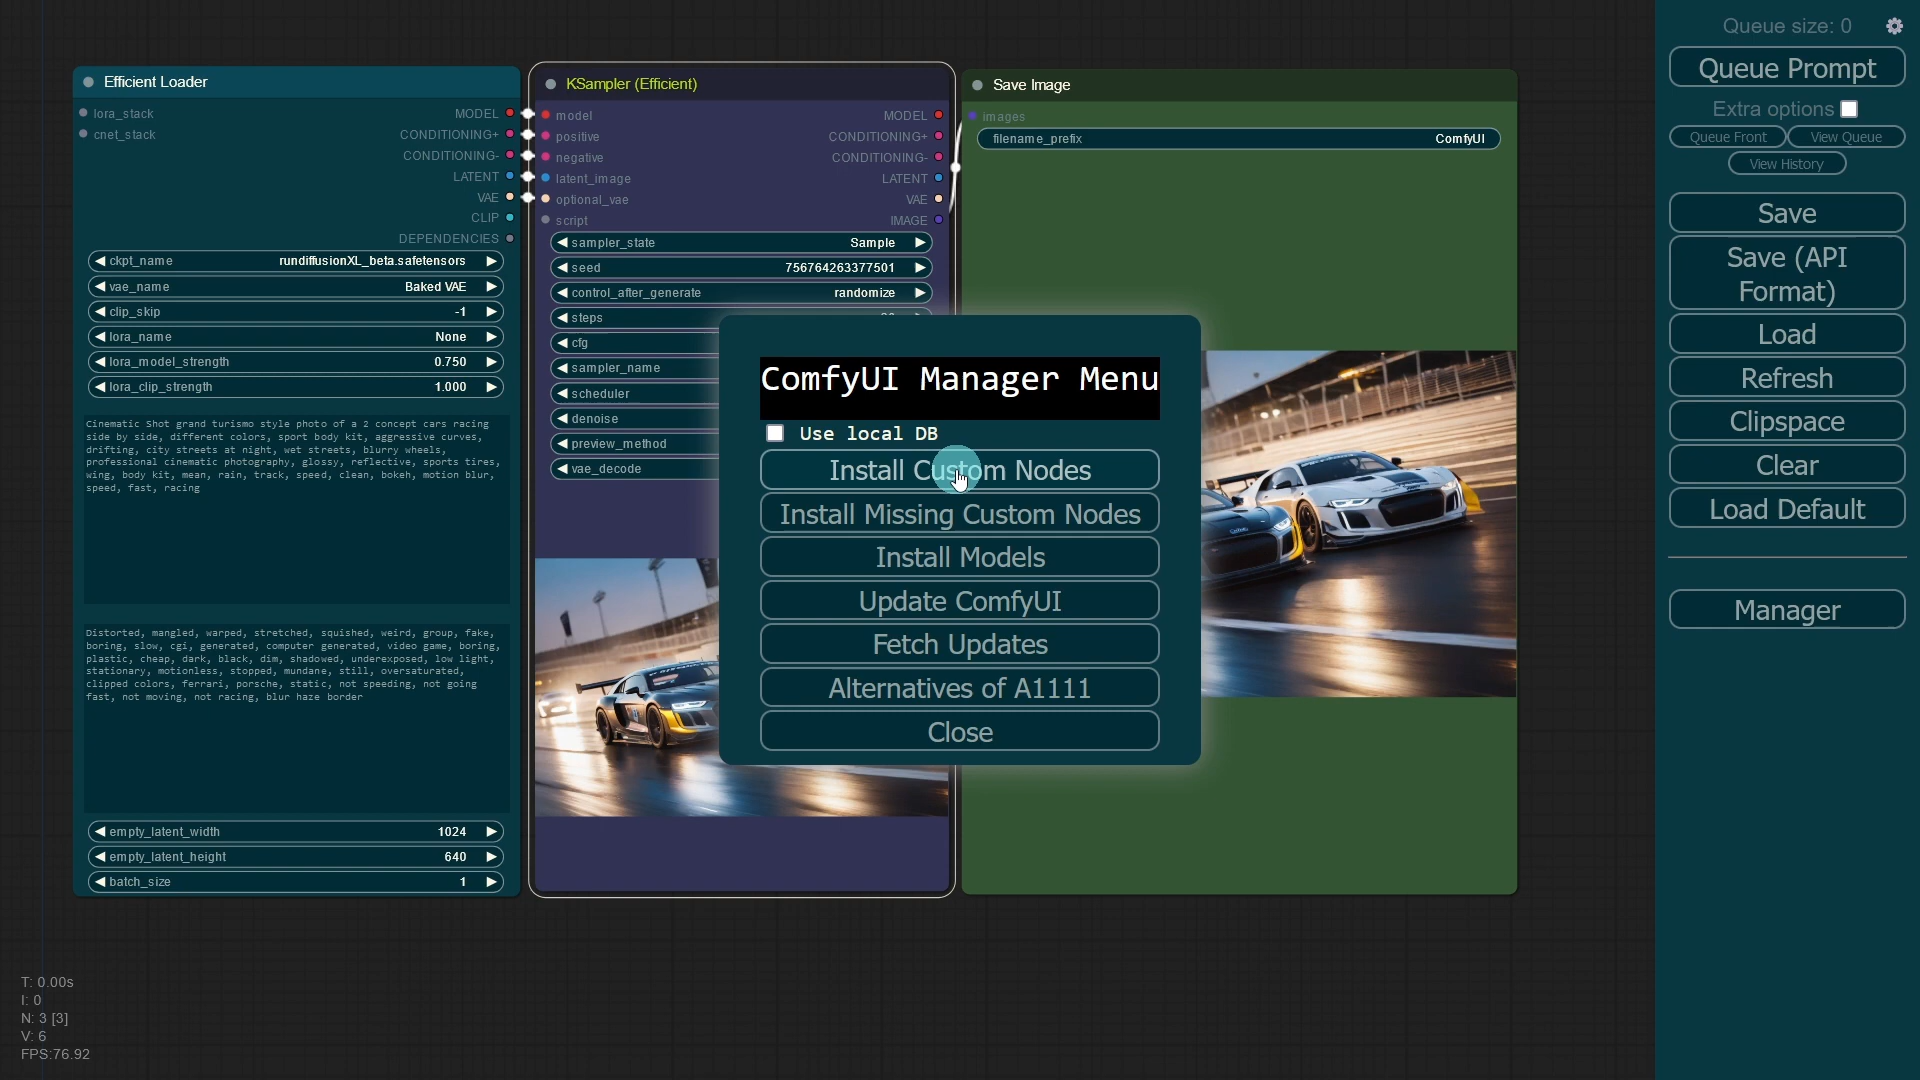 Efficient Loader
lora_stack MODEL
cnet_stack CONDITIONING+
CONDITIONING-
LATENT
VAE
CLIP
DEPENDENCIES
ckpt_name rundiffusionXL_beta.safetensors
vae_name Baked VAE
clip_skip -1
lora_name None
lora_model_strength 0.750
lora_clip_strength 1.000
Cinematic Shot grand turismo style photo of a 2 concept cars racing
side by side, different colors, sport body kit, aggressive curves,
drifting, city streets at night, wet streets, blurry wheels,
professional cinematic photography, glossy, reflective, sports tires,
wing, body kit, mean, rain, track, speed, clean, bokeh, motion blur,
speed, fast, racing
Distorted, mangled, warped, stretched, squished, weird, group, fake,
boring, slow, cgi, generated, computer generated, video game, boring,
plastic, cheap, dark, black, dim, shadowed, underexposed, low light,
stationary, motionless, stopped, mundane, still, oversaturated,
clipped colors, ferrari, porsche, static, not speeding, not going
fast, not moving, not racing, blur haze border
empty_latent_width 1024
empty_latent_height 640
batch_size 1
KSampler (Efficient)
model MODEL
positive CONDITIONING+
negative CONDITIONING-
latent_image LATENT
optional_vae VAE
script IMAGE
sampler_state Sample
seed 756764263377501
control_after_generate randomize
steps
cfg
sampler_name
scheduler
denoise
preview_method
vae_decode
Save Image
images
filename_prefix ComfyUI
ComfyUI Manager Menu
Use local DB
Install Custom Nodes
Install Missing Custom Nodes
Install Models
Update ComfyUI
Fetch Updates
Alternatives of A1111
Close
Queue size: 0
Queue Prompt
Extra options
Queue Front View Queue
View History
Save
Save (API
Format)
Load
Refresh
Clipspace
Clear
Load Default
Manager
T: 0.00s
I: 0
N: 3 [3]
V: 6
FPS:76.92